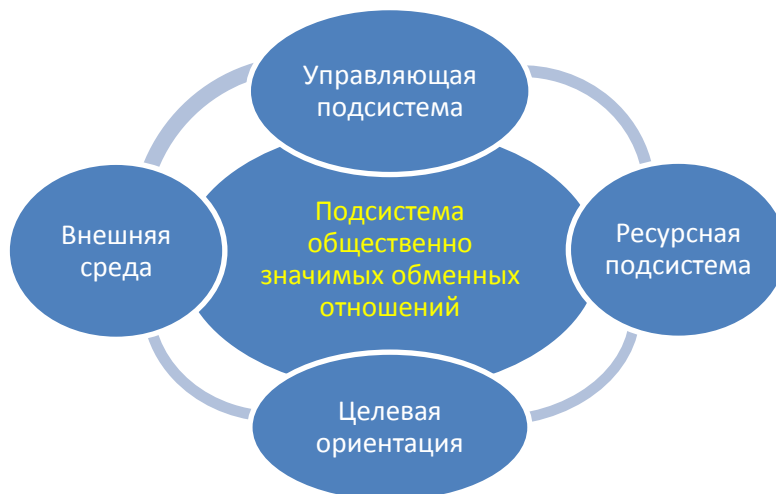 Управляющая
подсистема
Внешняя
среда
Подсистема
общественно
значимых обменных
отношений
Ресурсная
подсистема
Целевая
ориентация